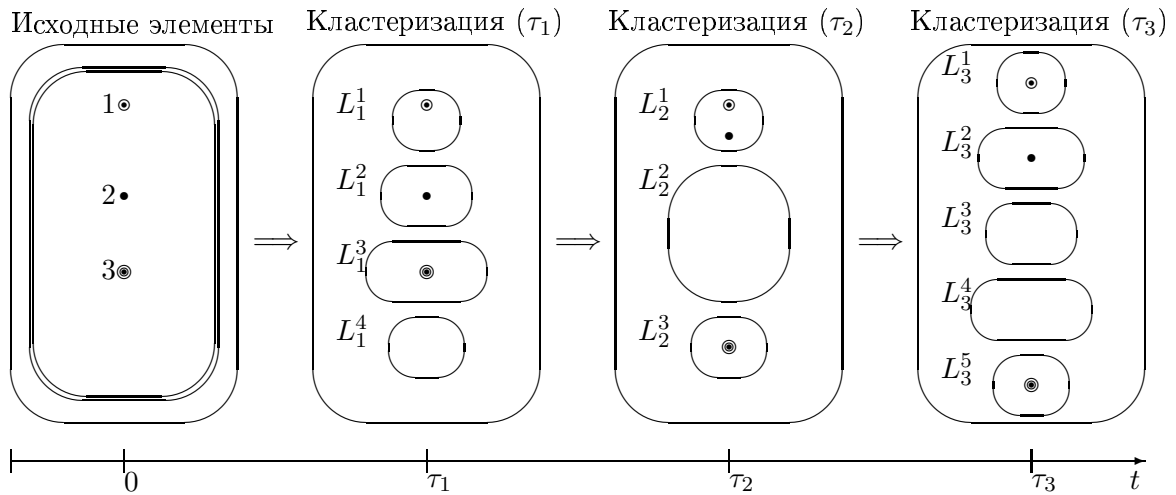 Исходные элементы
1
2
3
⟹
Кластеризация (τ₁)
L₁¹
L₁²
L₁³
L₁⁴
⟹
Кластеризация (τ₂)
L₂¹
L₂²
L₂³
⟹
Кластеризация (τ₃)
L₃¹
L₃²
L₃³
L₃⁴
L₃⁵
0 τ₁ τ₂ τ₃ t